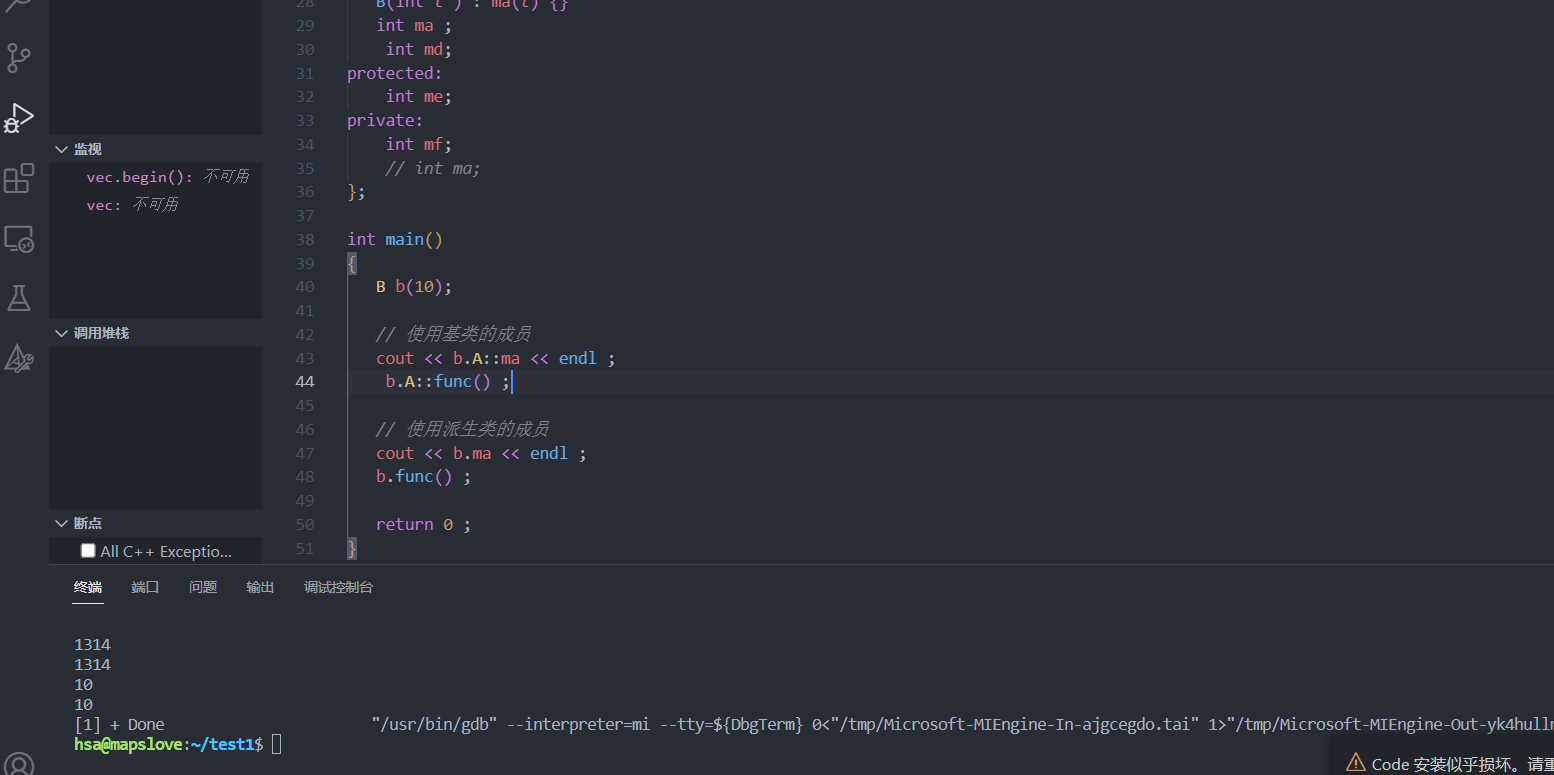 监视
vec.begin(): 不可用
vec: 不可用
调用堆栈
断点
All C++ Exceptio...
28 B(int t ) : ma(t) {}
29 int ma ;
30 int md;
31 protected:
32 int me;
33 private:
34 int mf;
35 // int ma;
36 };
37
38 int main()
39 {
40 B b(10);
41
42 // 使用基类的成员
43 cout << b.A::ma << endl ;
44 b.A::func() ;
45
46 // 使用派生类的成员
47 cout << b.ma << endl ;
48 b.func() ;
49
50 return 0 ;
51 }
终端 端口 问题 输出 调试控制台
1314
1314
10
10
[1] + Done "/usr/bin/gdb" --interpreter=mi --tty=${DbgTerm} 0<"/tmp/Microsoft-MIEngine-In-ajgcegdo.tai" 1>"/tmp/Microsoft-MIEngine-Out-yk4hullr
hsa@mapslove:~/test1$
Code 安装似乎损坏。请重